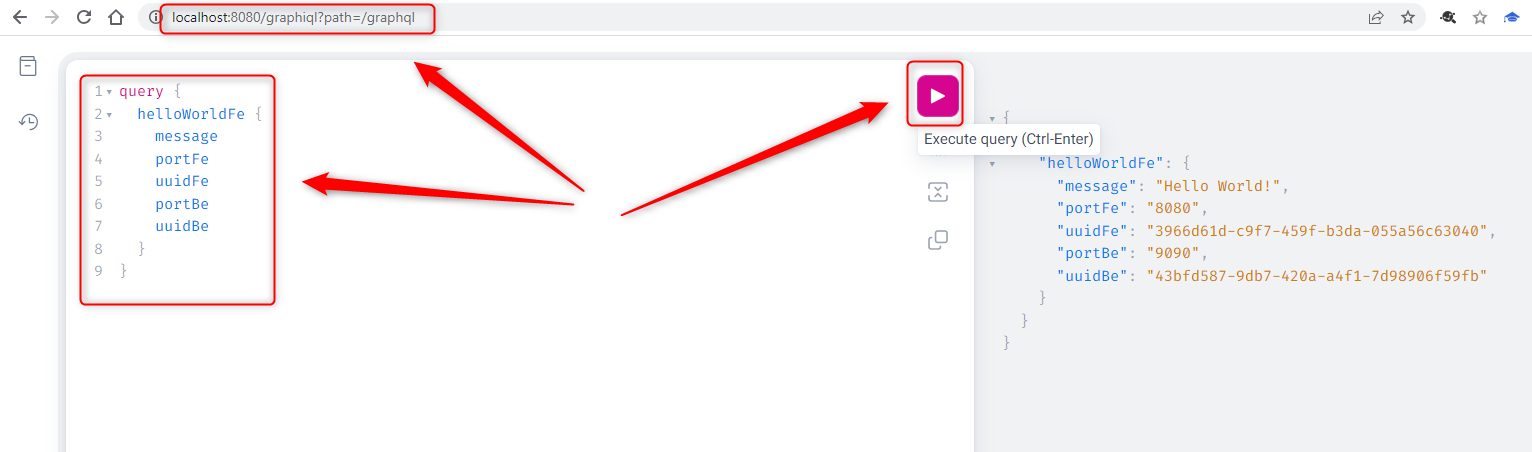 localhost:8080/graphiql?path=/graphql
1 query {
2 helloWorldFe {
3 message
4 portFe
5 uuidFe
6 portBe
7 uuidBe
8 }
9 }
Execute query (Ctrl-Enter)
{
"helloWorldFe": {
"message": "Hello World!",
"portFe": "8080",
"uuidFe": "3966d61d-c9f7-459f-b3da-055a56c63040",
"portBe": "9090",
"uuidBe": "43bfd587-9db7-420a-a4f1-7d98906f59fb"
}
}
}